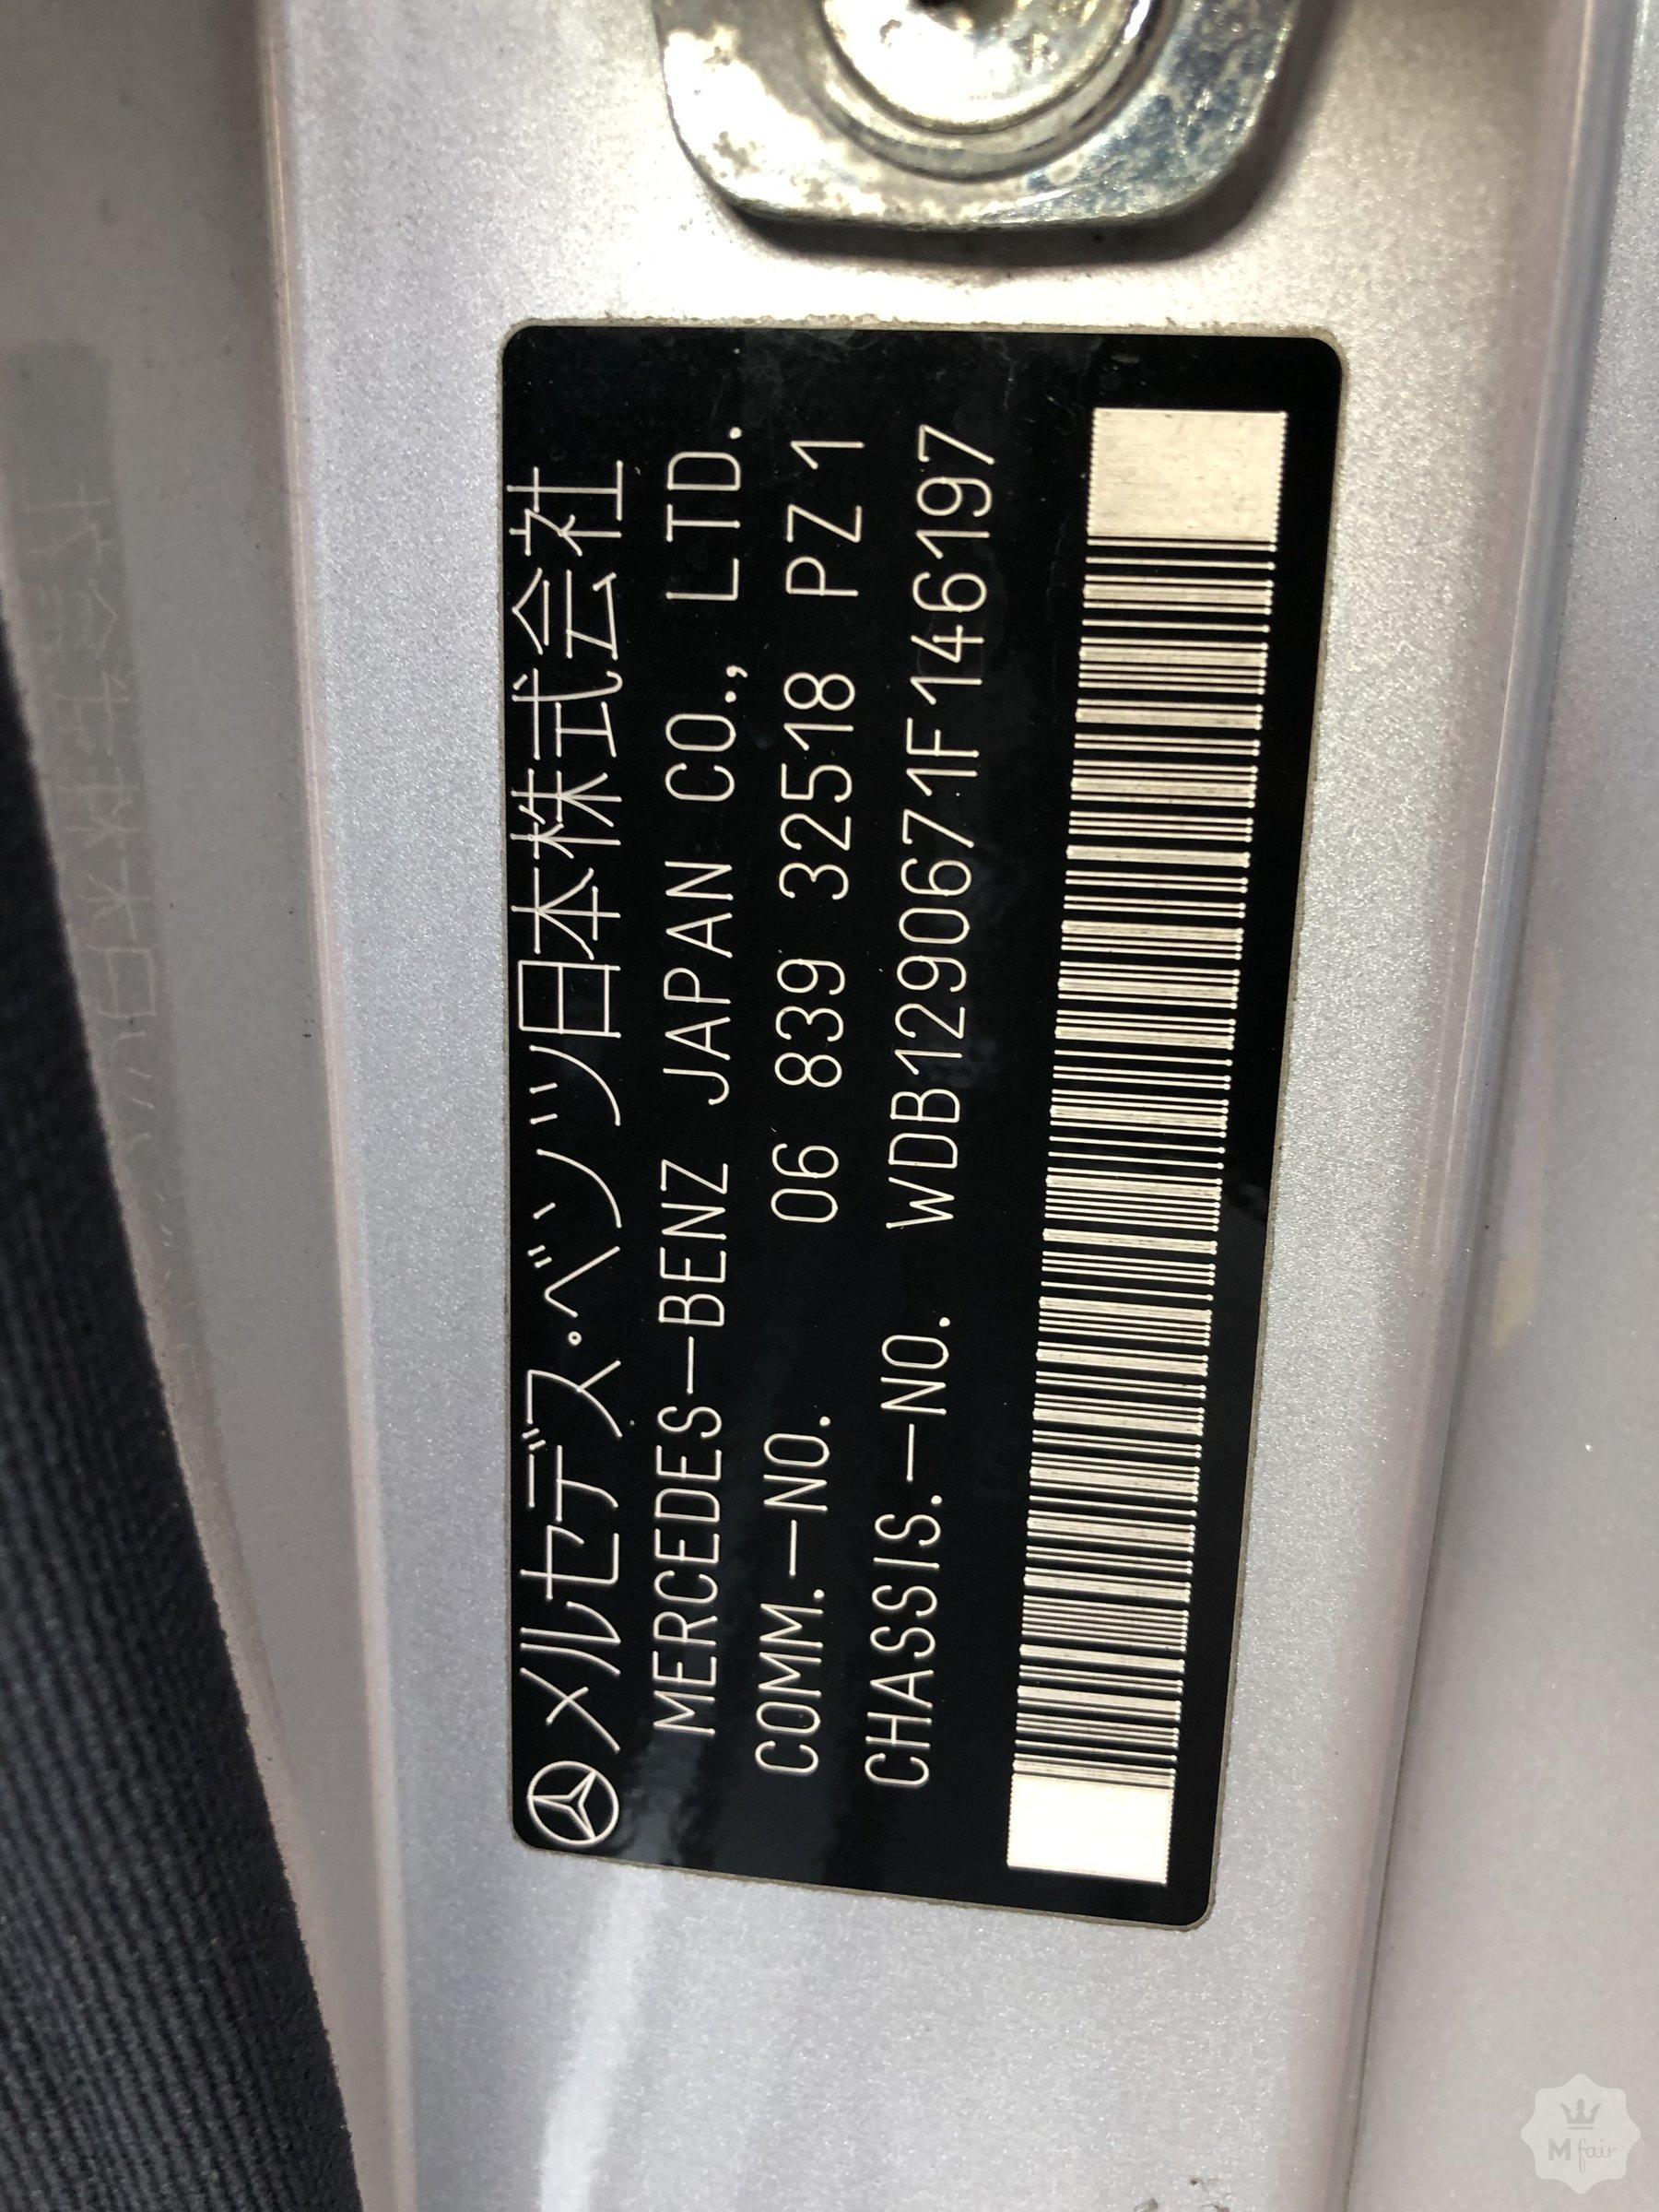 メルセデス・ベンツ日本株式会社
MERCEDES-BENZ JAPAN CO., LTD.
COMM.-NO. 06 839 32518 PZ1
CHASSIS.-NO. WDB1290671F146197
M fair